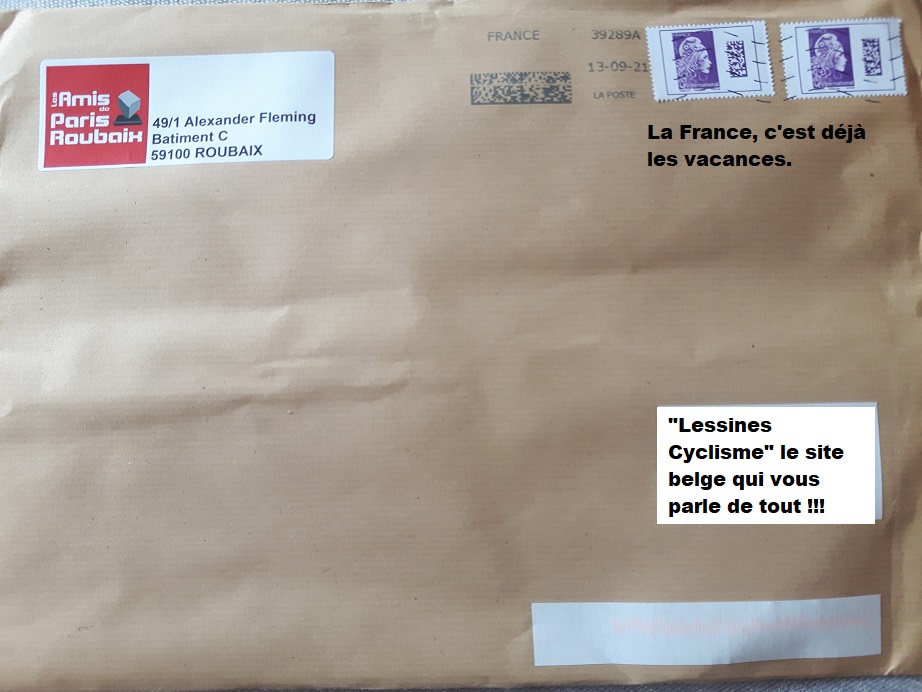 Les
Amis
de
Paris
Roubaix
49/1 Alexander Fleming
Batiment C
59100 ROUBAIX
FRANCE 39289A
13-09-21
LA POSTE
FRANCE
La France, c'est déjà
les vacances.
"Lessines
Cyclisme" le site
belge qui vous
parle de tout !!!